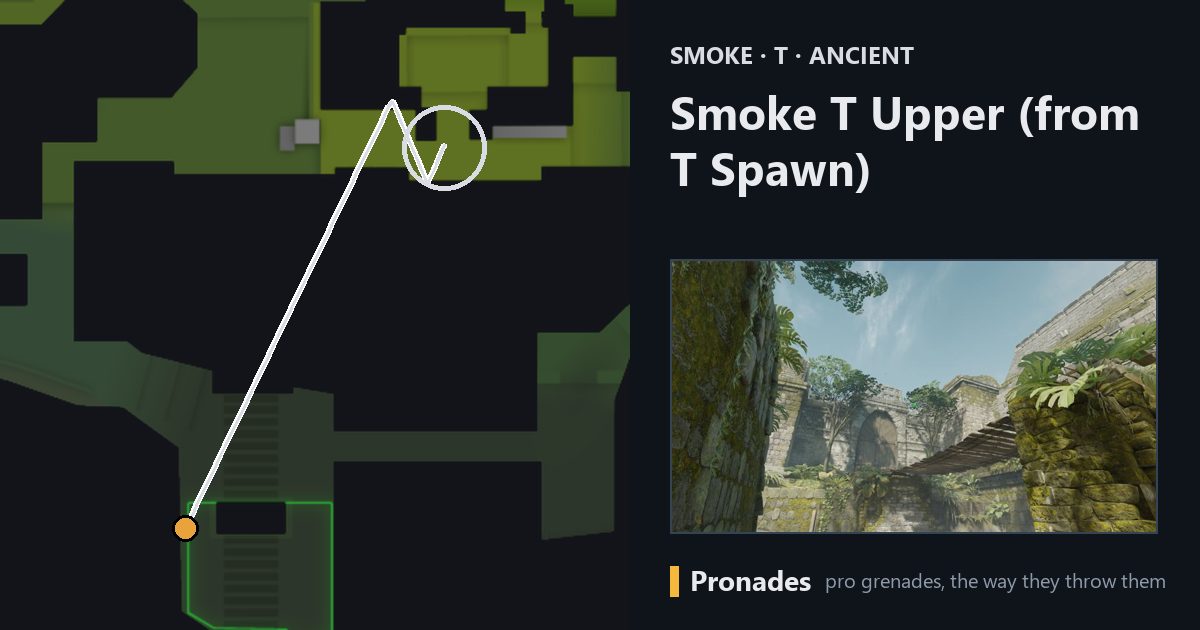 SMOKE · T · ANCIENT
Smoke T Upper (from
T Spawn)
Pronades pro grenades, the way they throw them